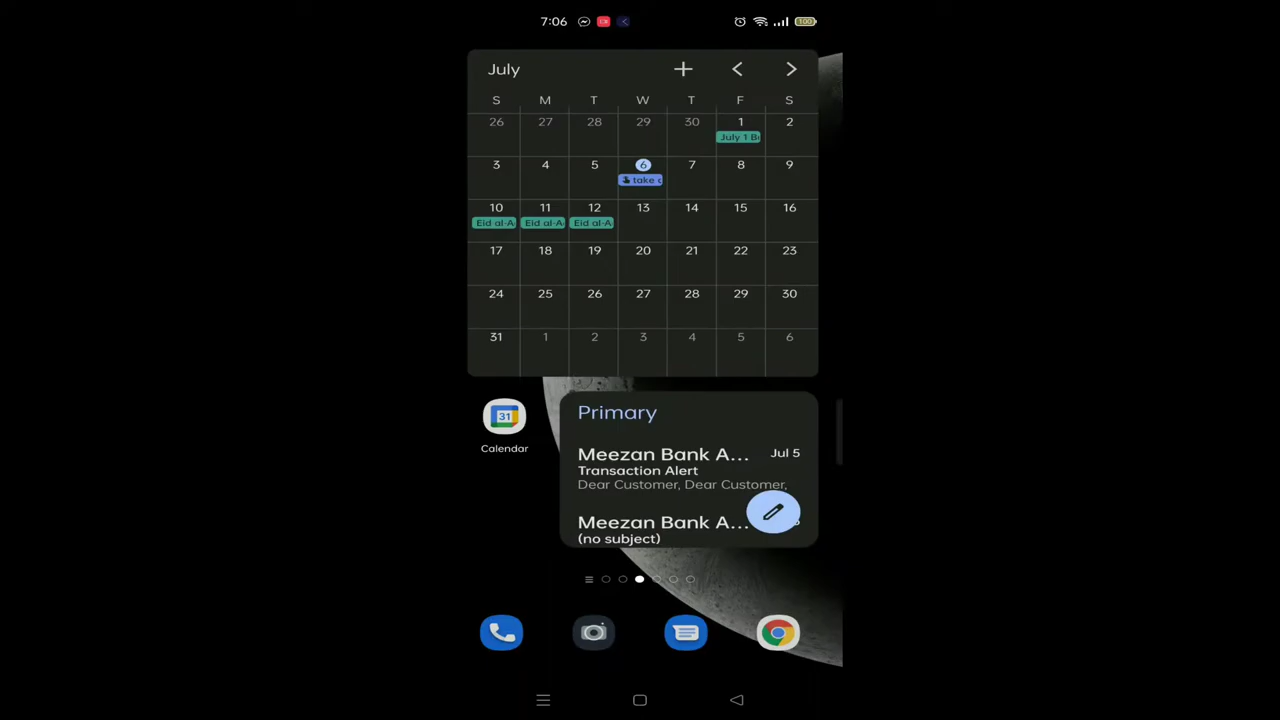 7:06
100
July
S M T W T F S
26 27 28 29 30 1 2
July 1 B
3 4 5 6 7 8 9
take
10 11 12 13 14 15 16
Eid al-A Eid al-A Eid al-A
17 18 19 20 21 22 23
24 25 26 27 28 29 30
31 1 2 3 4 5 6
31
Calendar
Primary
Meezan Bank A... Jul 5
Transaction Alert
Dear Customer, Dear Customer,
Meezan Bank A...
(no subject)